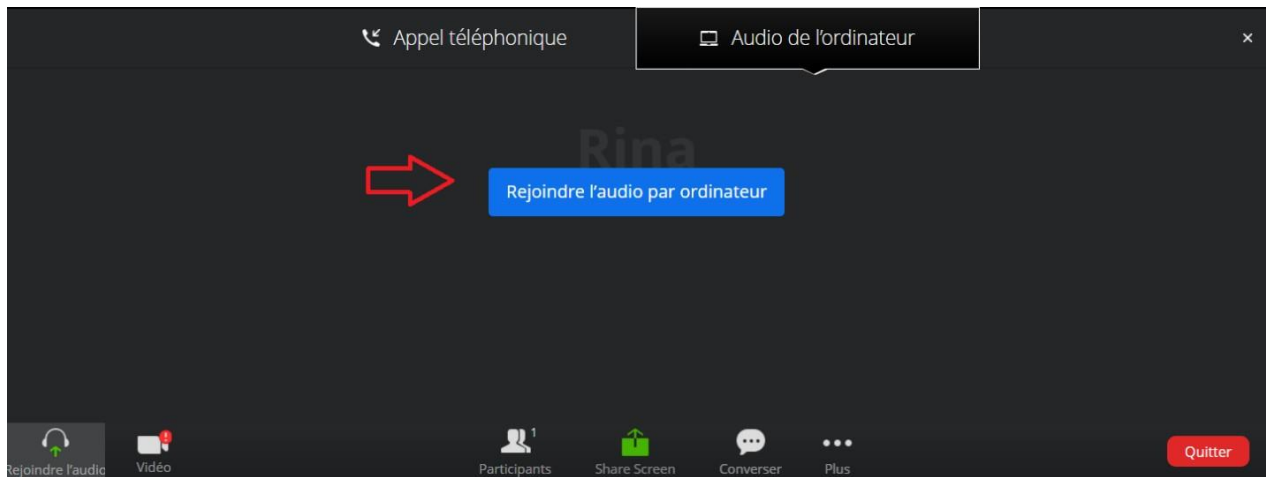 Appel téléphonique
Audio de l’ordinateur
×
Rina
Rejoindre l’audio par ordinateur
1
!
Rejoindre l’audio
Vidéo
Participants
Share Screen
Converser
Plus
Quitter